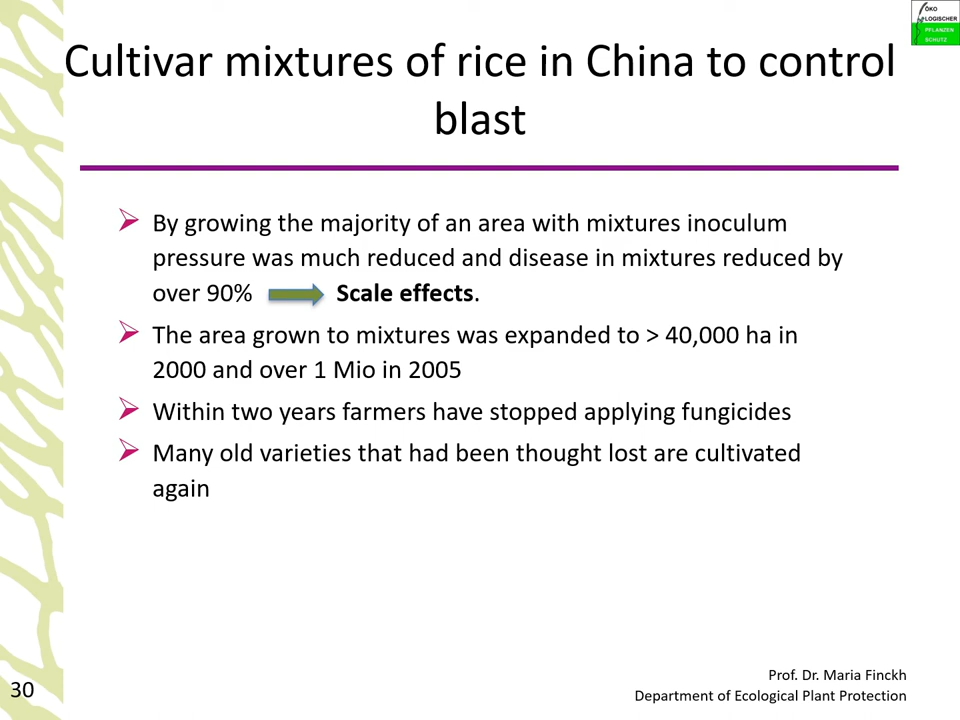 ÖKO
LOGISCHER
PFLANZEN
SCHUTZ
Cultivar mixtures of rice in China to control
blast
By growing the majority of an area with mixtures inoculum
pressure was much reduced and disease in mixtures reduced by
over 90% Scale effects.
The area grown to mixtures was expanded to > 40,000 ha in
2000 and over 1 Mio in 2005
Within two years farmers have stopped applying fungicides
Many old varieties that had been thought lost are cultivated
again
Prof. Dr. Maria Finckh
Department of Ecological Plant Protection
30